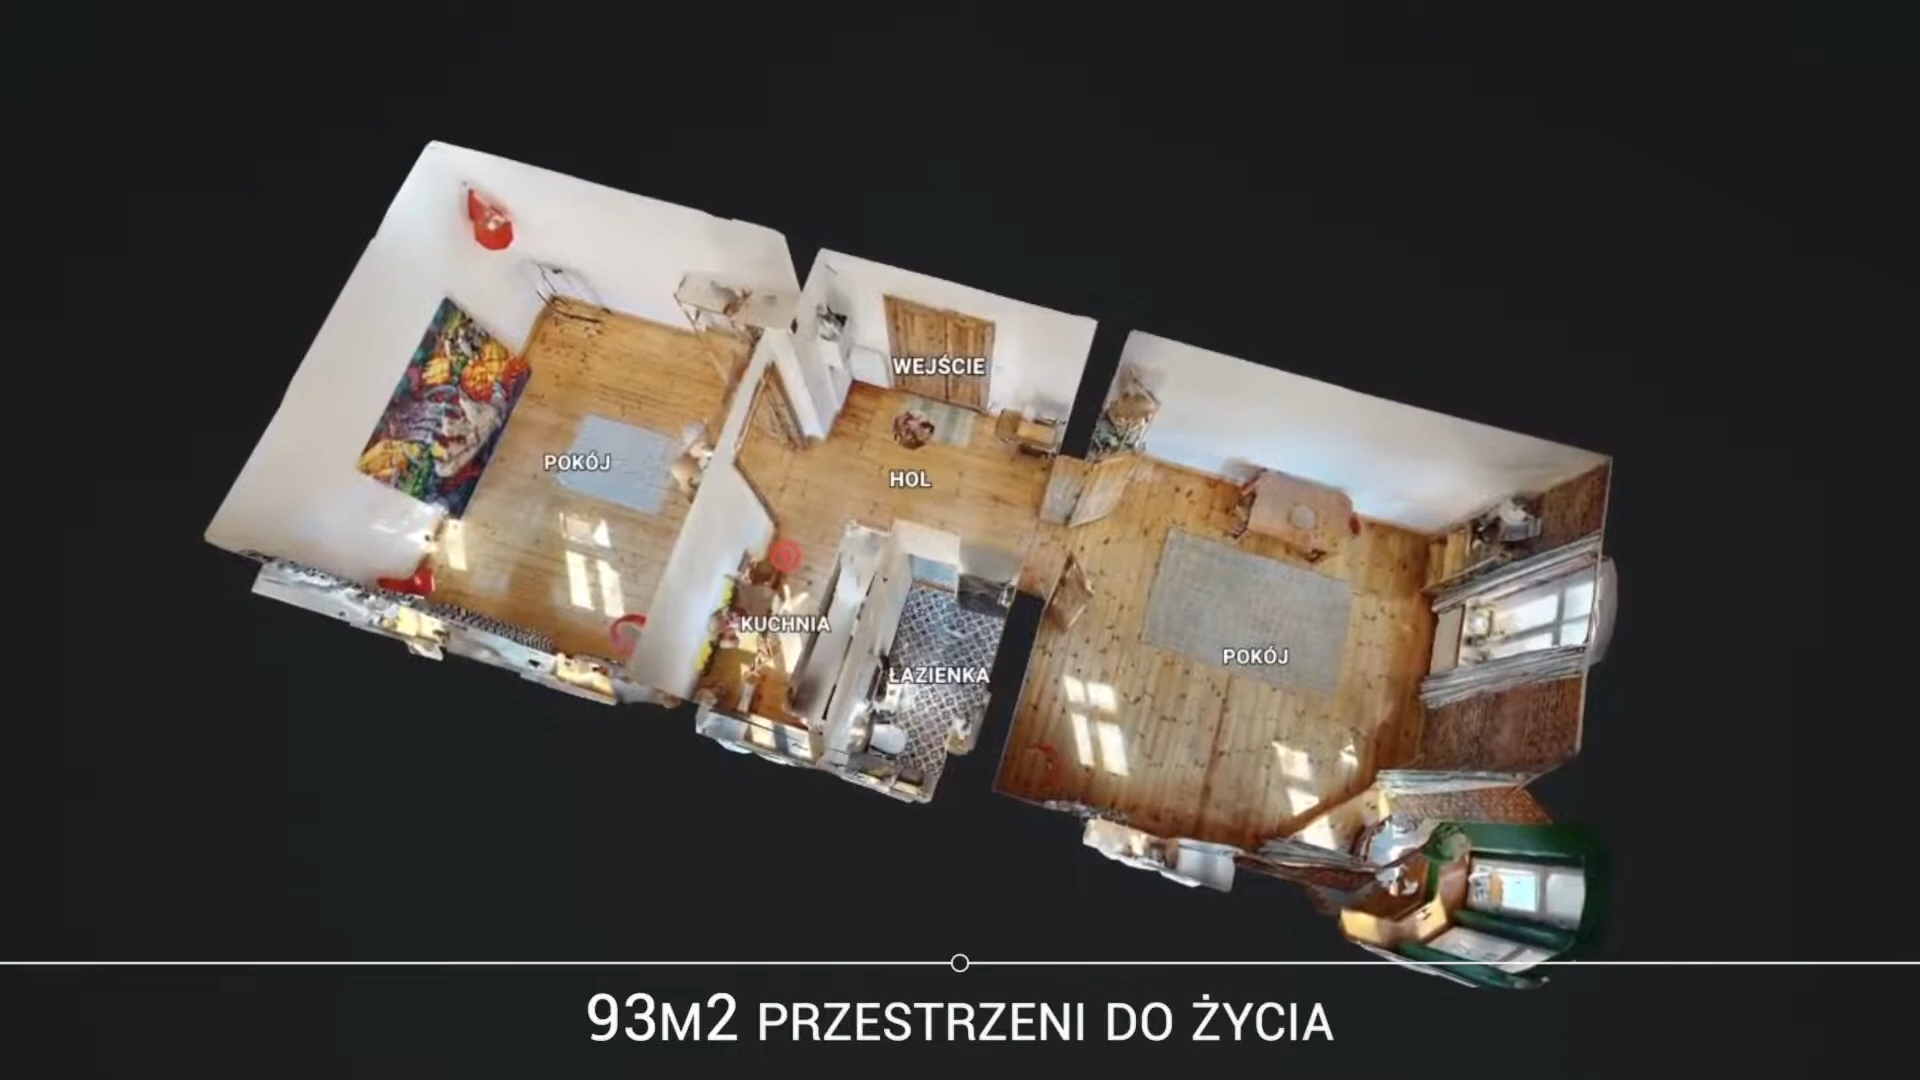 WEJŚCIE
POKÓJ
HOL
KUCHNIA
ŁAZIENKA
POKÓJ
93M2 PRZESTRZENI DO ŻYCIA